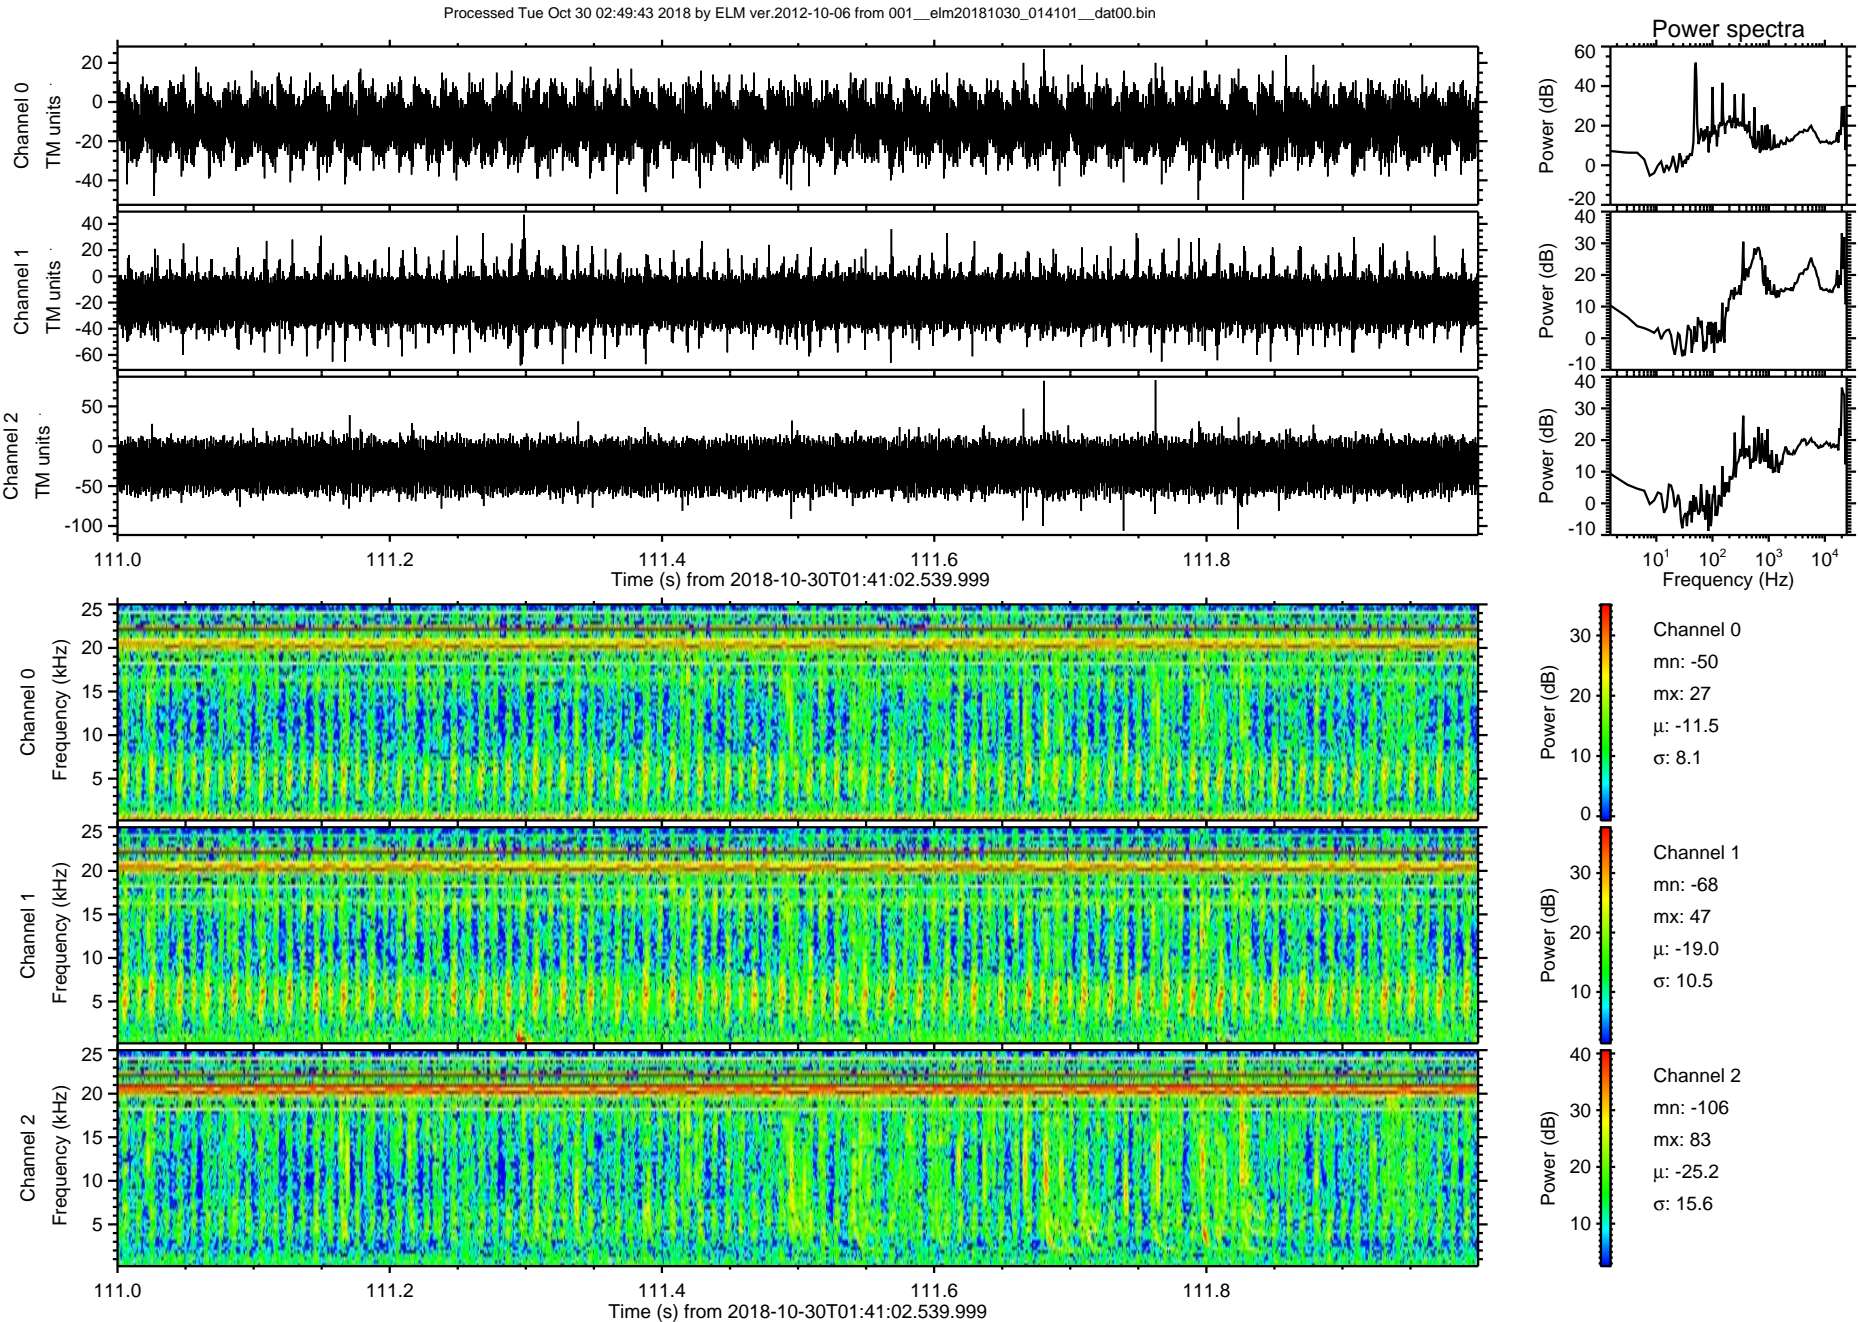 Processed Tue Oct 30 02:49:43 2018 by ELM ver.2012-10-06 from 001__elm20181030_014101__dat00.bin
Power spectra
Channel 0
TM units
20
0
-20
-40
Power (dB)
60
40
20
0
-20
Channel 1
TM units
40
20
0
-20
-40
-60
Power (dB)
40
30
20
10
0
-10
Channel 2
TM units
50
0
-50
-100
Power (dB)
40
30
20
10
0
-10
111.0 111.2 111.4 111.6 111.8
Time (s) from 2018-10-30T01:41:02.539.999
10¹ 10² 10³ 10⁴
Frequency (Hz)
Channel 0
Frequency (kHz)
25
20
15
10
5
Power (dB)
30
20
10
0
Channel 0
mn: -50
mx: 27
μ: -11.5
σ: 8.1
Channel 1
Frequency (kHz)
25
20
15
10
5
Power (dB)
30
20
10
Channel 1
mn: -68
mx: 47
μ: -19.0
σ: 10.5
Channel 2
Frequency (kHz)
25
20
15
10
5
Power (dB)
40
30
20
10
Channel 2
mn: -106
mx: 83
μ: -25.2
σ: 15.6
111.0 111.2 111.4 111.6 111.8
Time (s) from 2018-10-30T01:41:02.539.999